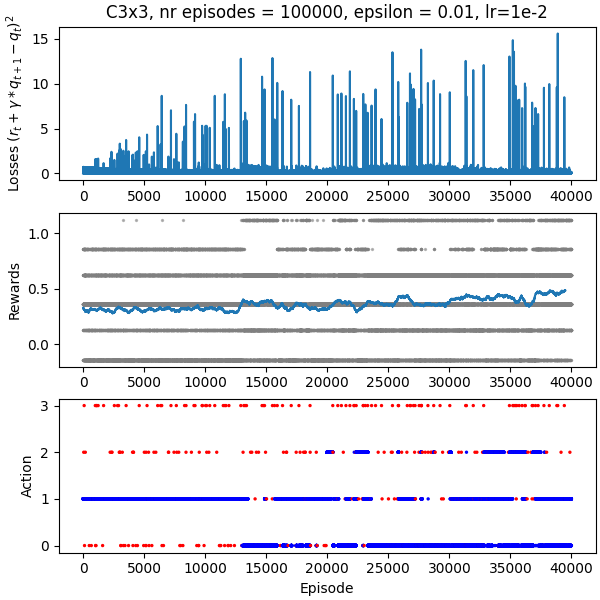 C3x3, nr episodes = 100000, epsilon = 0.01, lr=1e-2
Losses (r_t + γ * q_{t+1} − q_t)^2
15
10
5
0
0 5000 10000 15000 20000 25000 30000 35000 40000
Rewards
1.0
0.5
0.0
0 5000 10000 15000 20000 25000 30000 35000 40000
Action
3
2
1
0
0 5000 10000 15000 20000 25000 30000 35000 40000
Episode